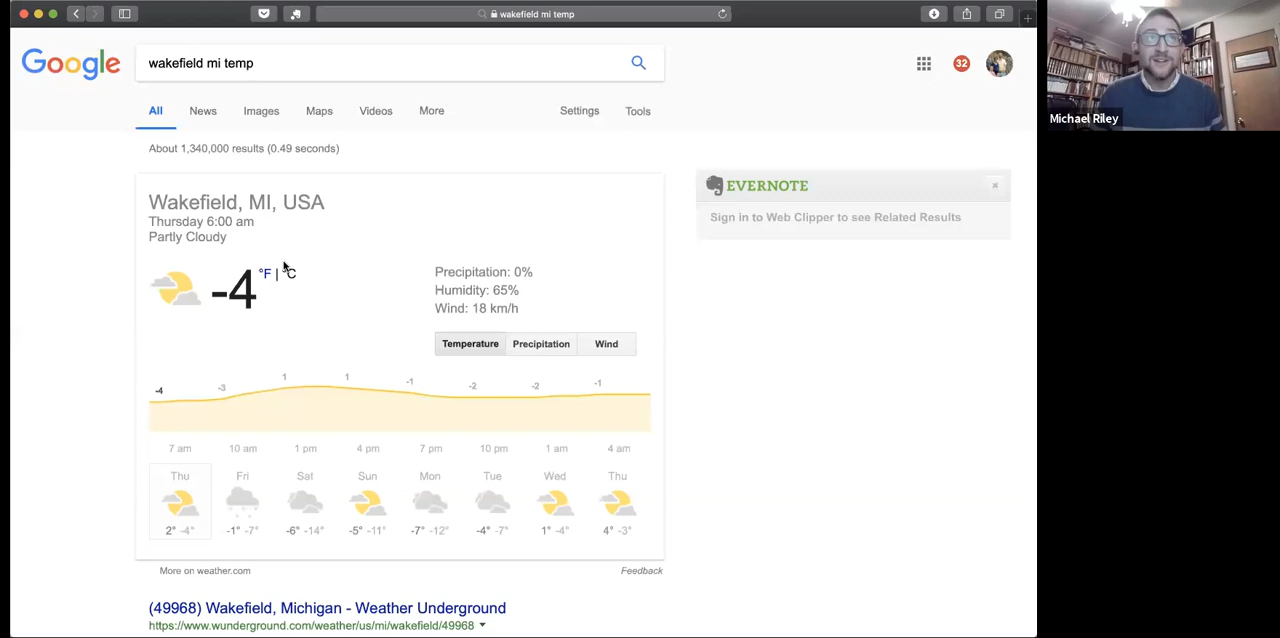 wakefield mi temp
Google
wakefield mi temp
32
All News Images Maps Videos More Settings Tools
About 1,340,000 results (0.49 seconds)
Wakefield, MI, USA
Thursday 6:00 am
Partly Cloudy
-4 °F | °C
Precipitation: 0%
Humidity: 65%
Wind: 18 km/h
Temperature Precipitation Wind
-4 -3 1 1 -1 -2 -2 -1
7 am 10 am 1 pm 4 pm 7 pm 10 pm 1 am 4 am
Thu Fri Sat Sun Mon Tue Wed Thu
2° -4° -1° -7° -6° -14° -5° -11° -7° -12° -4° -7° 1° -4° 4° -3°
More on weather.com Feedback
(49968) Wakefield, Michigan - Weather Underground
https://www.wunderground.com/weather/us/mi/wakefield/49968
EVERNOTE
Sign in to Web Clipper to see Related Results
Michael Riley